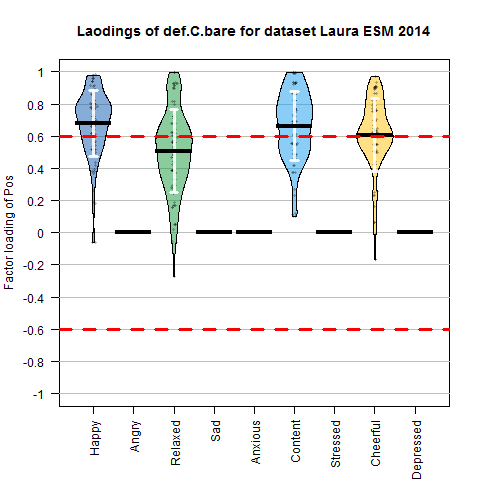 Laodings of def.C.bare for dataset Laura ESM 2014
Factor loading of Pos
1
0.8
0.6
0.4
0.2
0
-0.2
-0.4
-0.6
-0.8
-1
Happy
Angry
Relaxed
Sad
Anxious
Content
Stressed
Cheerful
Depressed